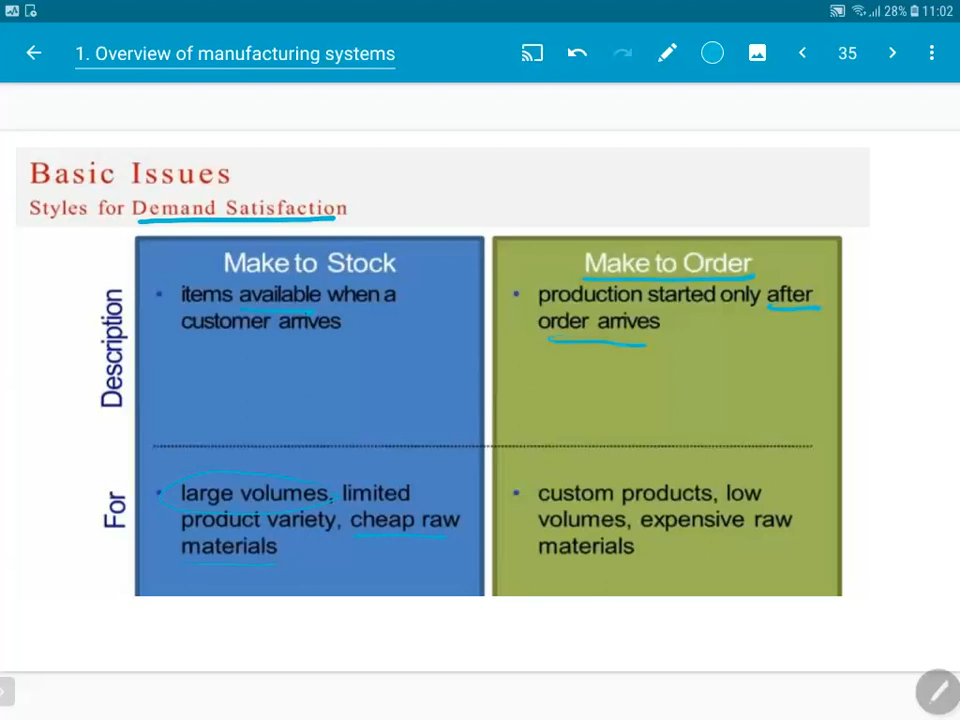 28% 11:02
1. Overview of manufacturing systems
35
Basic Issues
Styles for Demand Satisfaction
Make to Stock
• items available when a
customer arrives
Make to Order
• production started only after
order arrives
Description
• large volumes, limited
product variety, cheap raw
materials
• custom products, low
volumes, expensive raw
materials
For